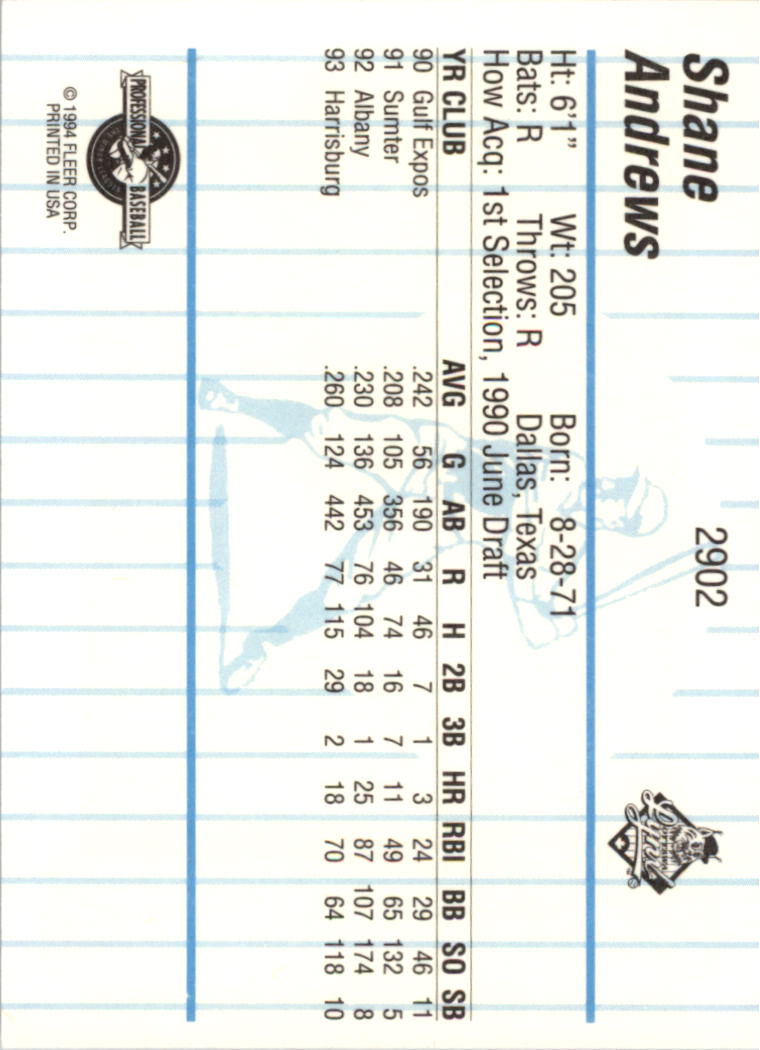 Shane
Andrews
2902
Ottawa
Lynx
Ht: 6'1" Wt: 205 Born: 8-28-71
Bats: R Throws: R Dallas, Texas
How Acq: 1st Selection, 1990 June Draft
YR CLUB AVG G AB R H 2B 3B HR RBI BB SO SB
90 Gulf Expos .242 56 190 31 46 7 1 3 24 29 46 11
91 Sumter .208 105 356 46 74 16 7 11 49 65 132 5
92 Albany .230 136 453 76 104 18 1 25 87 107 174 8
93 Harrisburg .260 124 442 77 115 29 2 18 70 64 118 10
PROFESSIONAL BASEBALL
© 1994 FLEER CORP.
PRINTED IN USA